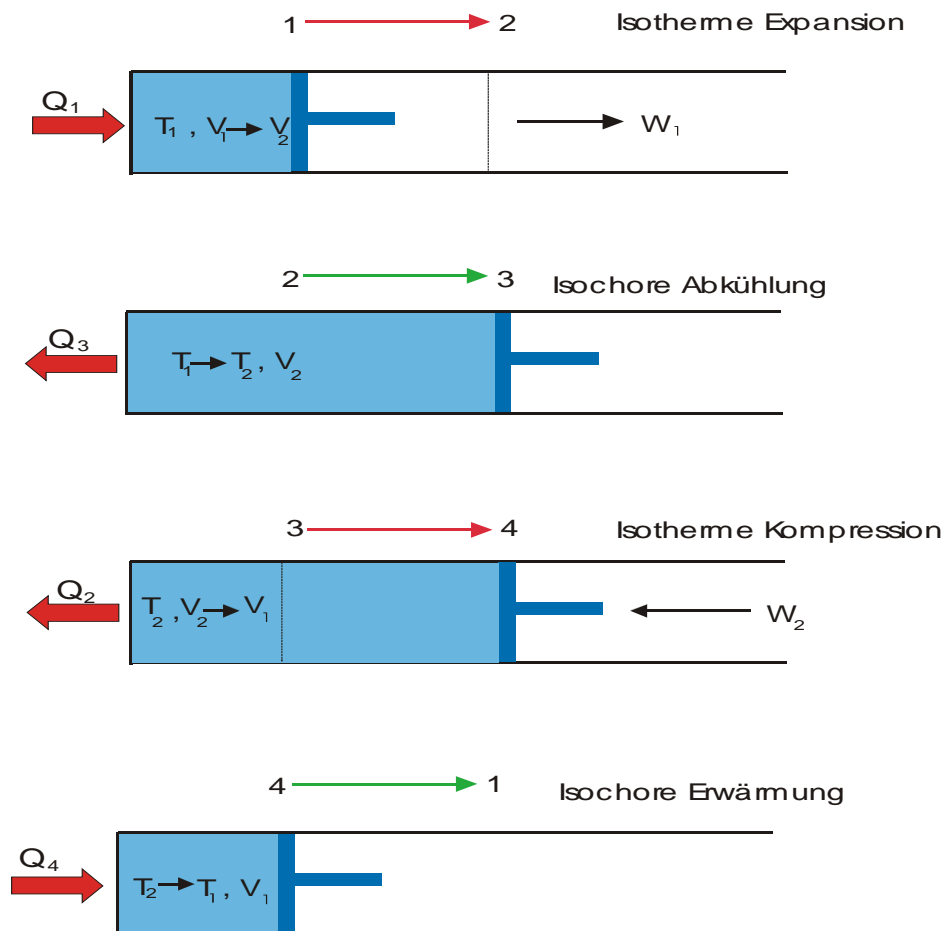 1 → 2 Isotherme Expansion
Q₁
T₁ , V₁ → V₂
W₁
2 → 3 Isochore Abkühlung
Q₃
T₁ → T₂ , V₂
3 → 4 Isotherme Kompression
Q₂
T₂ , V₂ → V₁
W₂
4 → 1 Isochore Erwärmung
Q₄
T₂ → T₁ , V₁